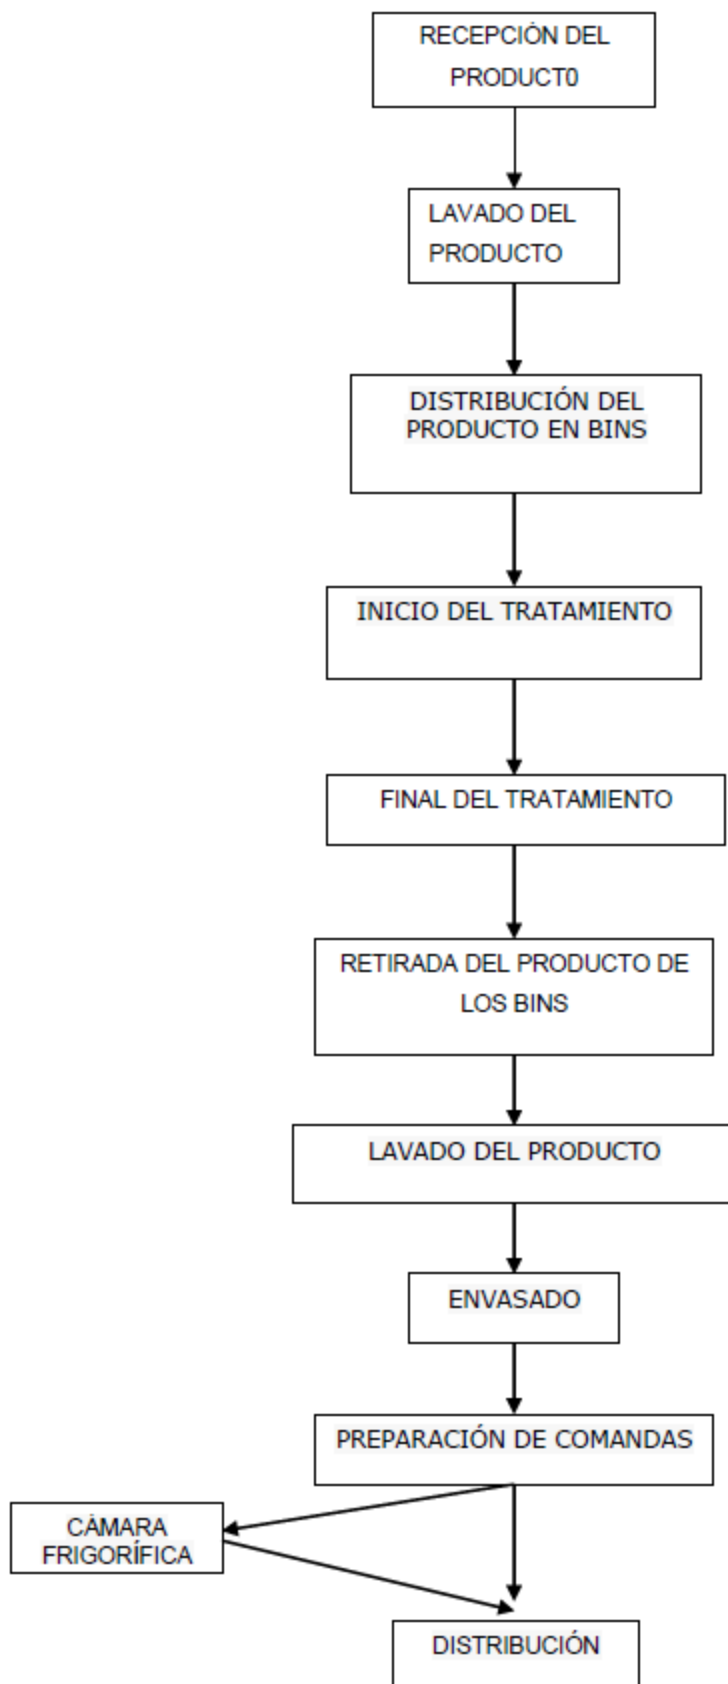 RECEPCIÓN DEL
PRODUCT0
LAVADO DEL
PRODUCTO
DISTRIBUCIÓN DEL
PRODUCTO EN BINS
INICIO DEL TRATAMIENTO
FINAL DEL TRATAMIENTO
RETIRADA DEL PRODUCTO DE
LOS BINS
LAVADO DEL PRODUCTO
ENVASADO
PREPARACIÓN DE COMANDAS
CÁMARA
FRIGORÍFICA
DISTRIBUCIÓN